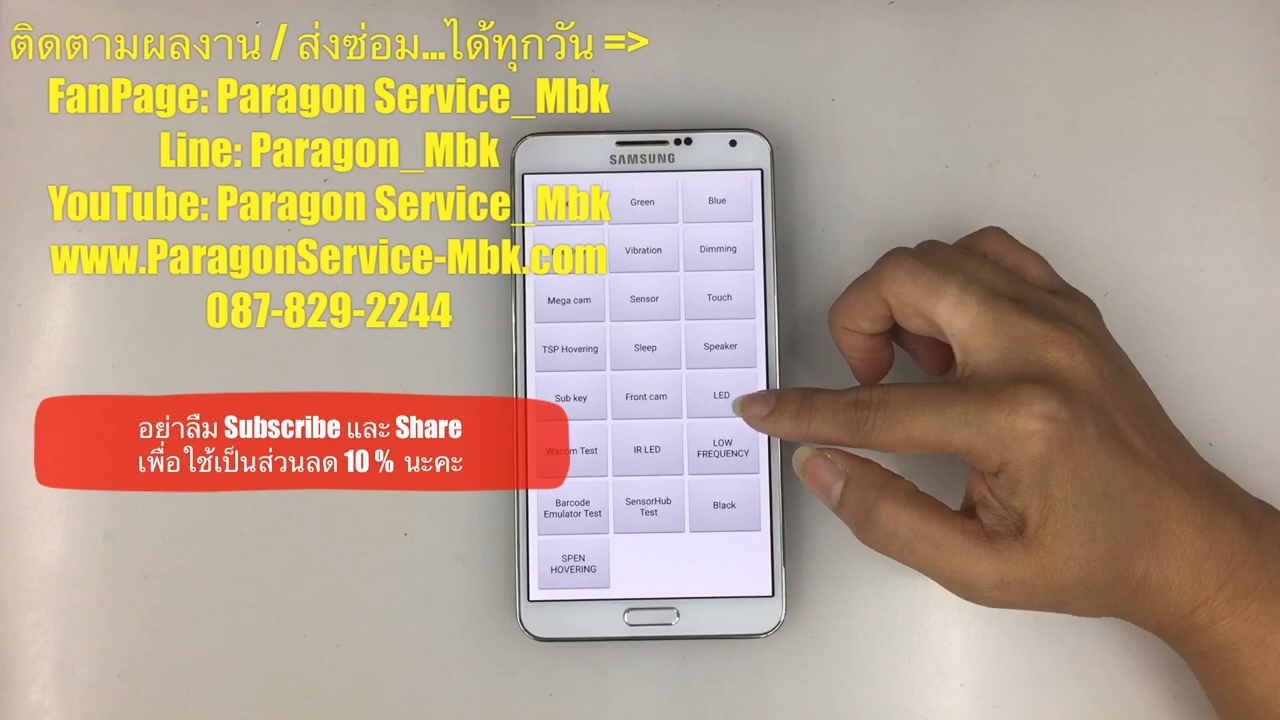 ติดตามผลงาน / ส่งซ่อม...ได้ทุกวัน =>
FanPage: Paragon Service_Mbk
Line: Paragon_Mbk
YouTube: Paragon Service_Mbk
www.ParagonService-Mbk.com
087-829-2244
อย่าลืม Subscribe และ Share
เพื่อใช้เป็นส่วนลด 10 % นะคะ
SAMSUNG
Green
Blue
Vibration
Dimming
Mega cam
Sensor
Touch
TSP Hovering
Sleep
Speaker
Sub key
Front cam
LED
Wacom Test
IR LED
LOW
FREQUENCY
Barcode
Emulator Test
SensorHub
Test
Black
SPEN
HOVERING